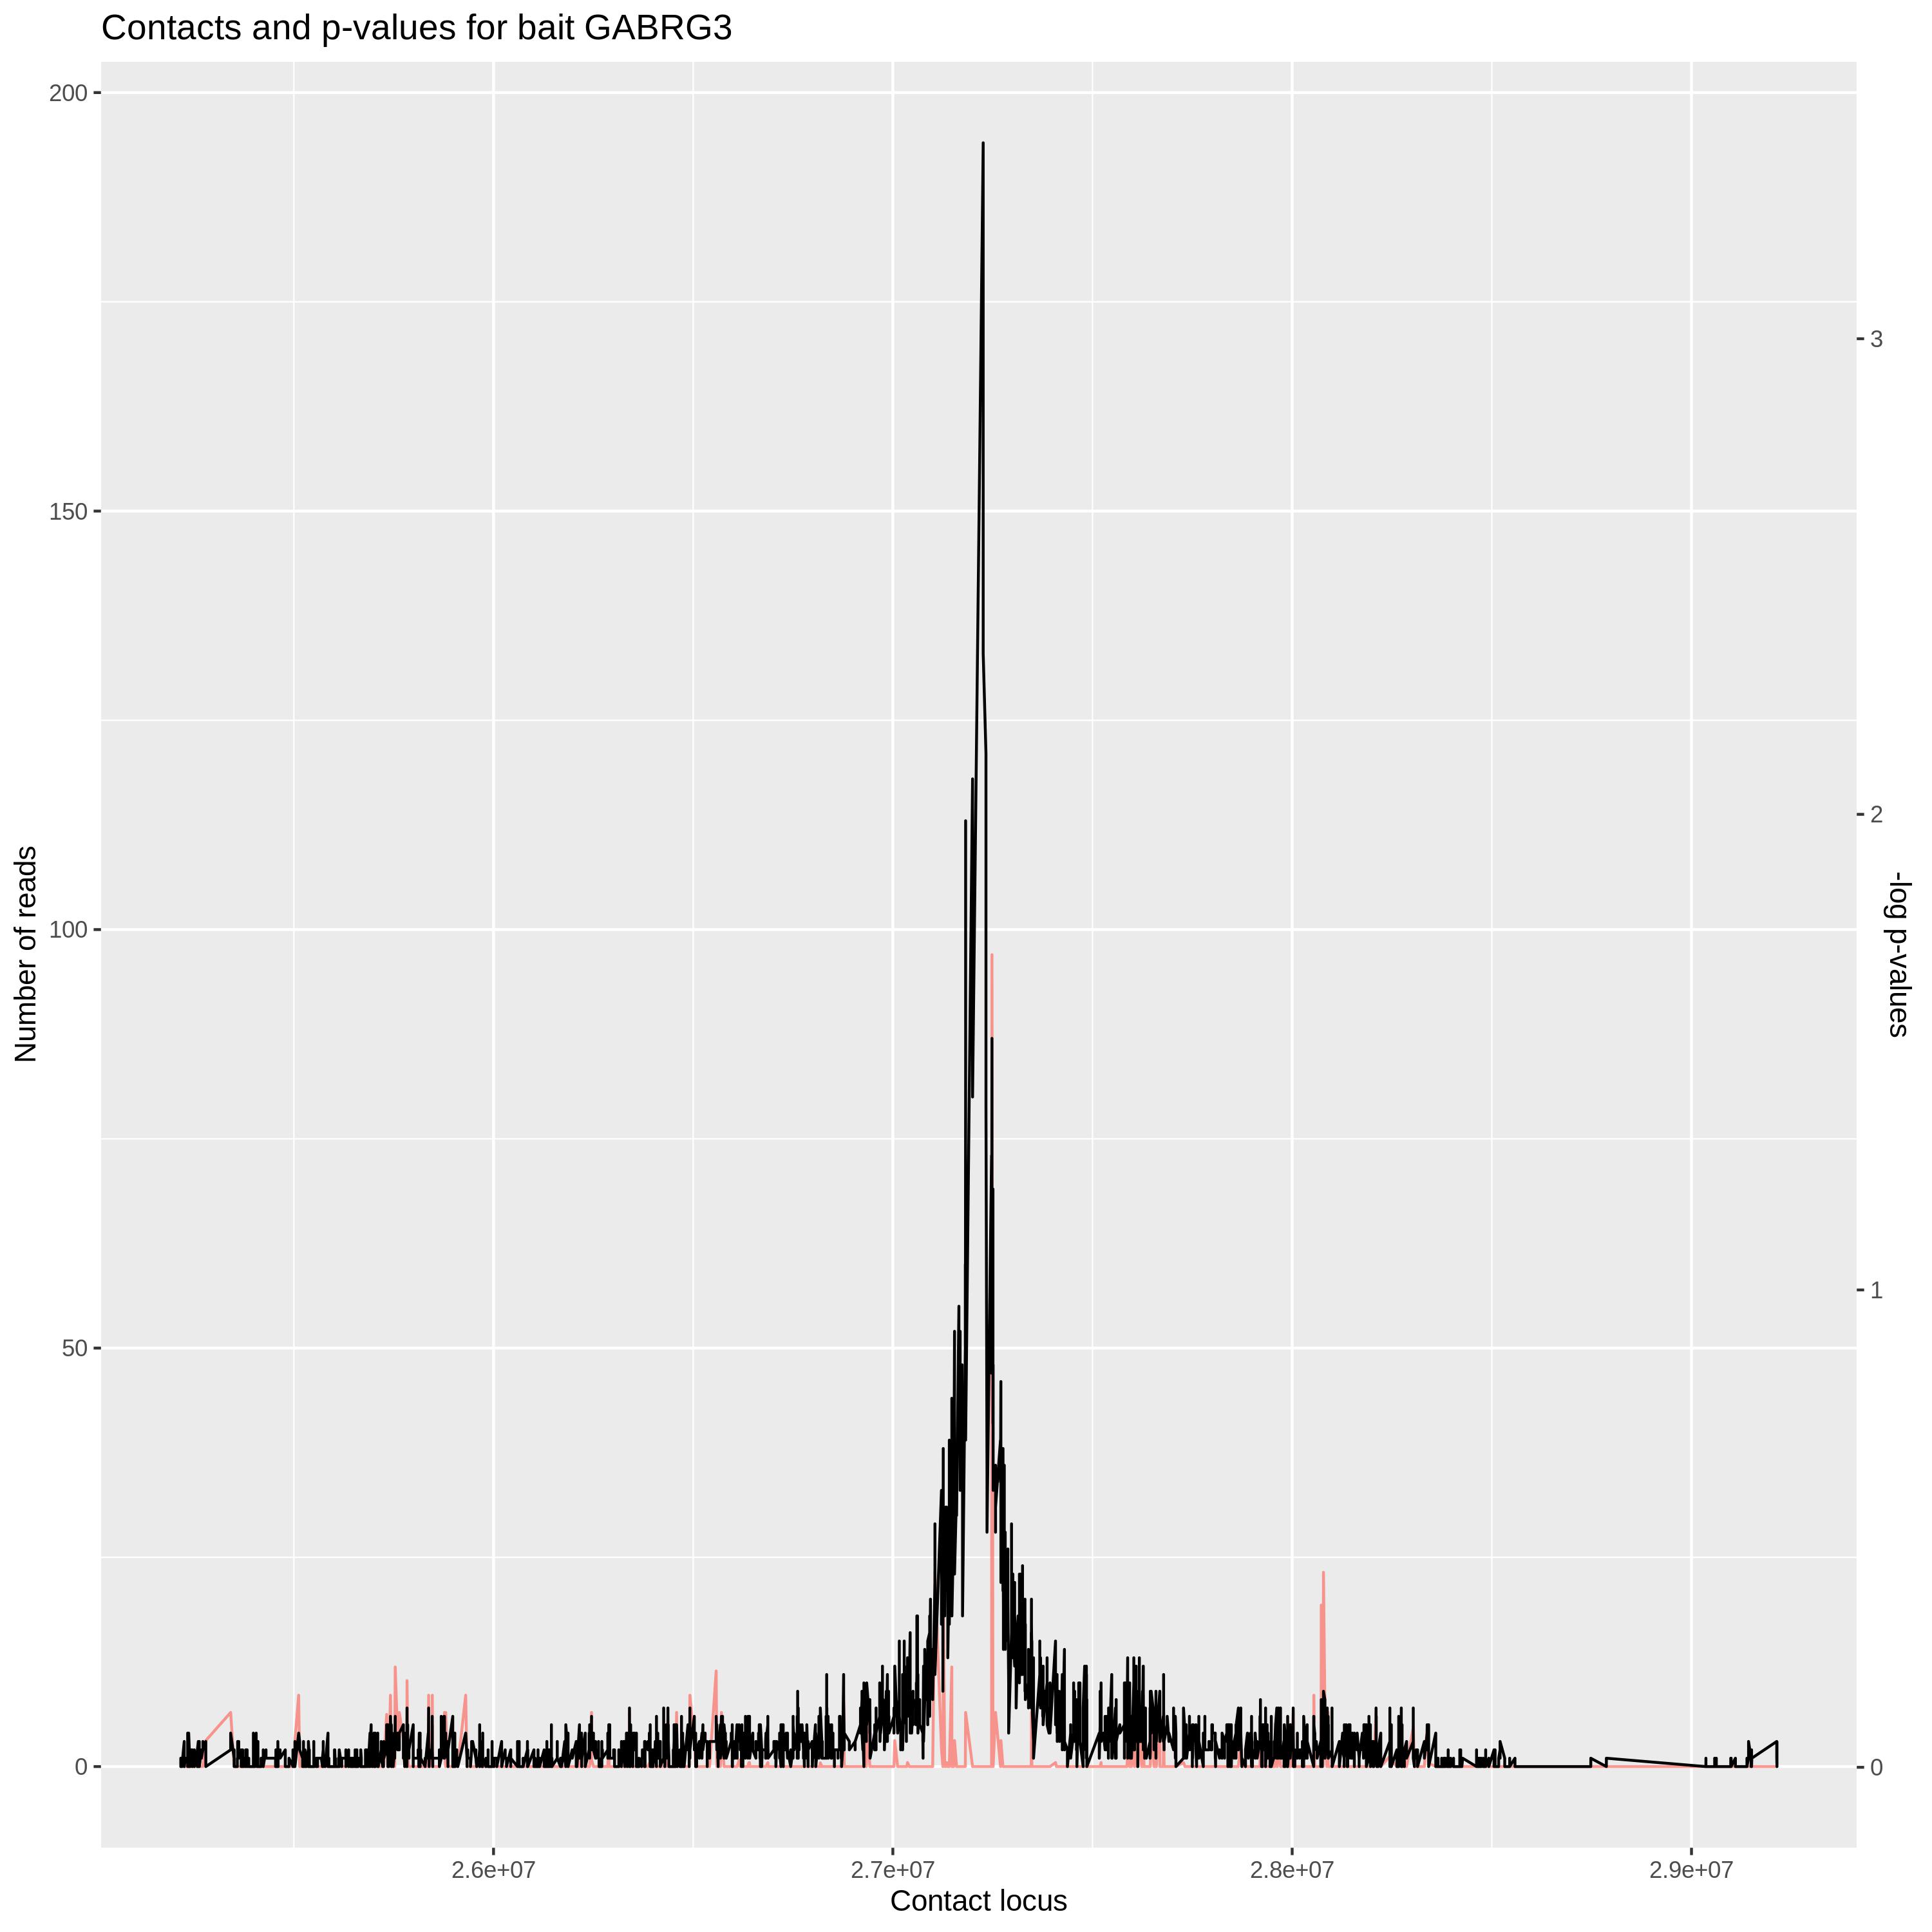 Contacts and p-values for bait GABRG3
200
150
100
50
0
Number of reads
3
2
1
0
-log p-values
2.6e+07
2.7e+07
2.8e+07
2.9e+07
Contact locus